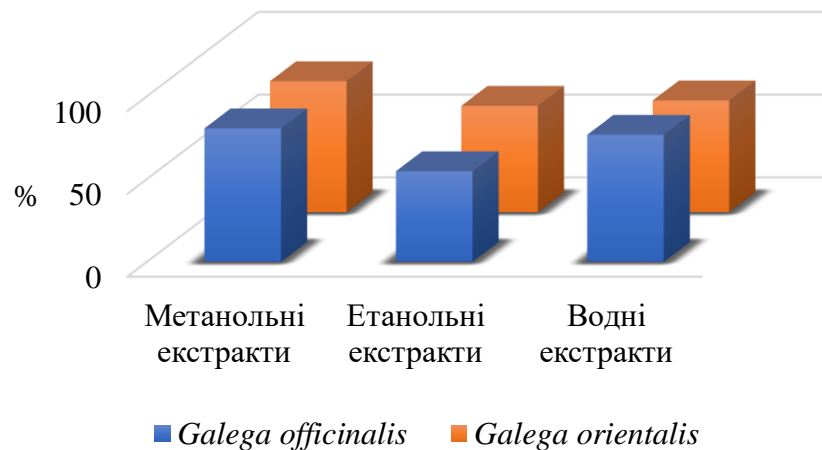 100
50
%
0
Метанольні екстракти
Етанольні екстракти
Водні екстракти
Galega officinalis
Galega orientalis